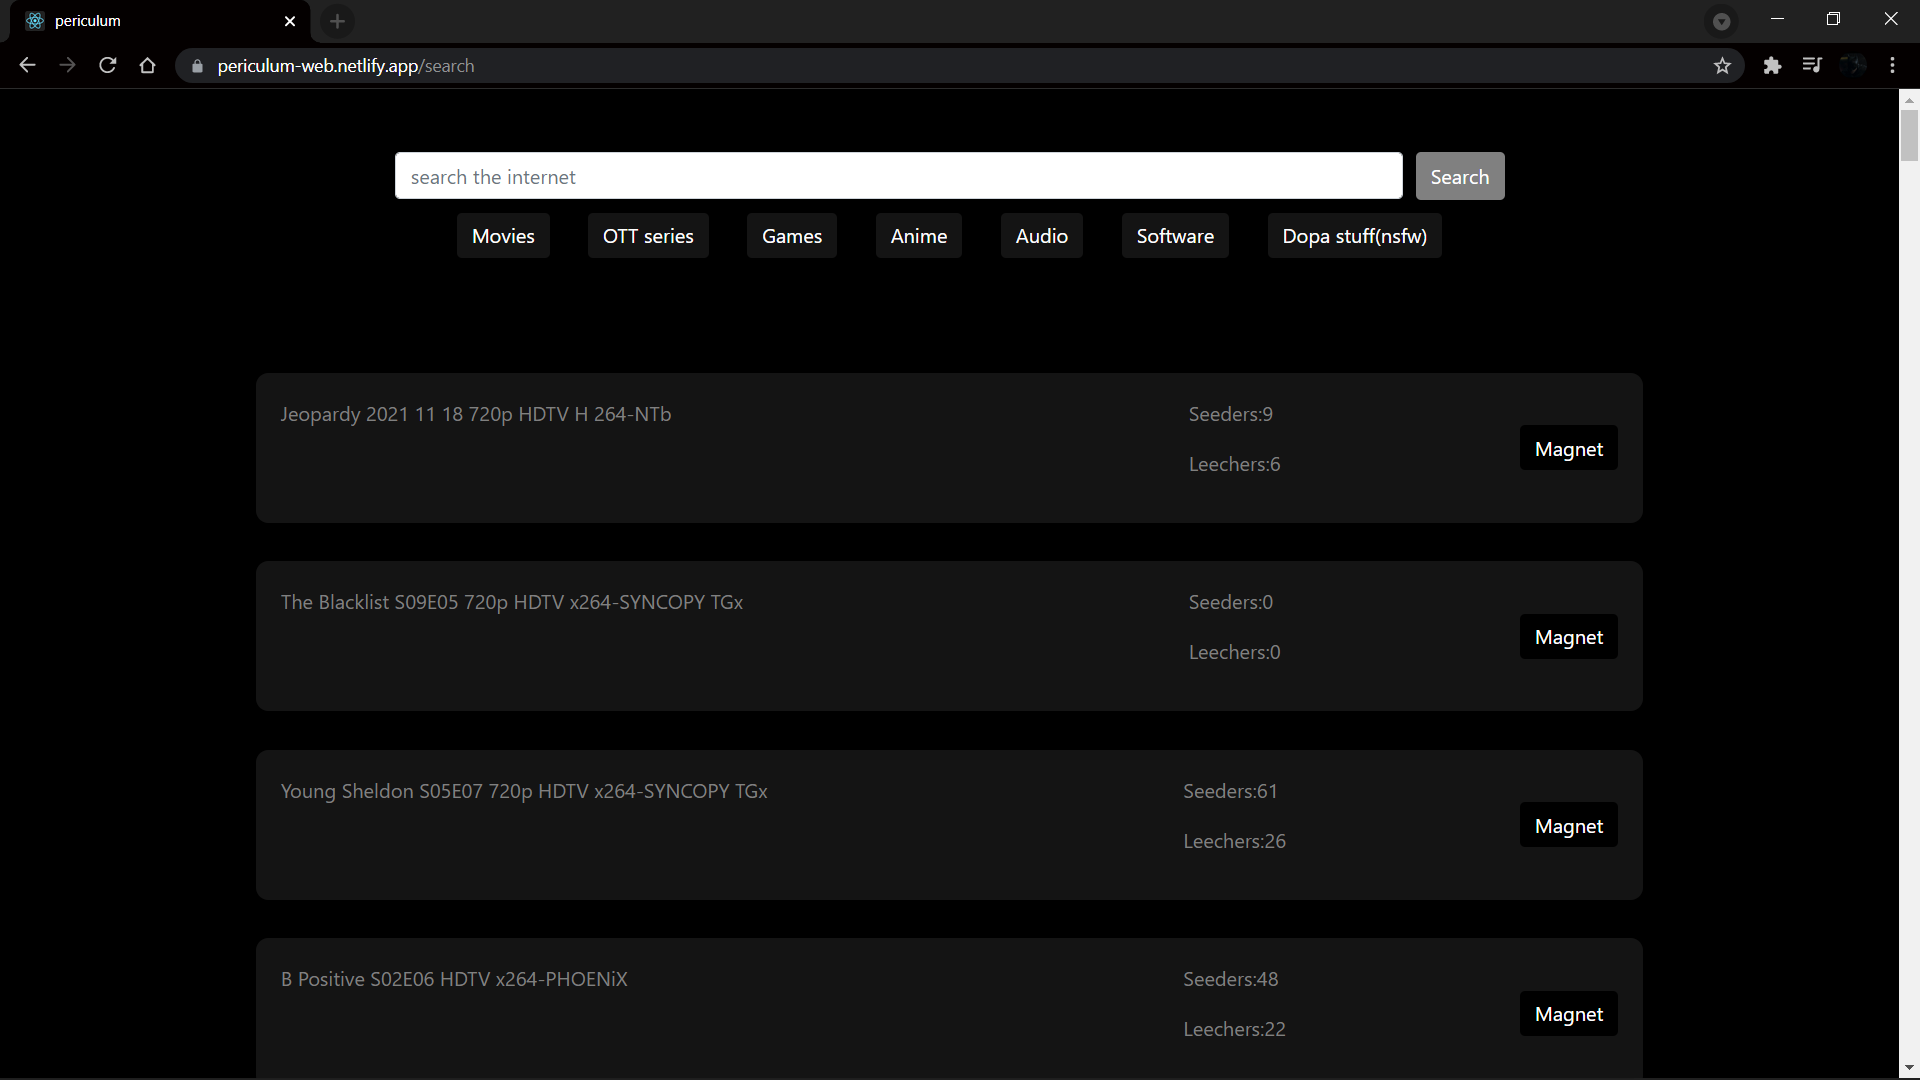 periculum
periculum-web.netlify.app/search
search the internet
Search
Movies
OTT series
Games
Anime
Audio
Software
Dopa stuff(nsfw)
Jeopardy 2021 11 18 720p HDTV H 264-NTb
Seeders:9
Leechers:6
Magnet
The Blacklist S09E05 720p HDTV x264-SYNCOPY TGx
Seeders:0
Leechers:0
Magnet
Young Sheldon S05E07 720p HDTV x264-SYNCOPY TGx
Seeders:61
Leechers:26
Magnet
B Positive S02E06 HDTV x264-PHOENiX
Seeders:48
Leechers:22
Magnet